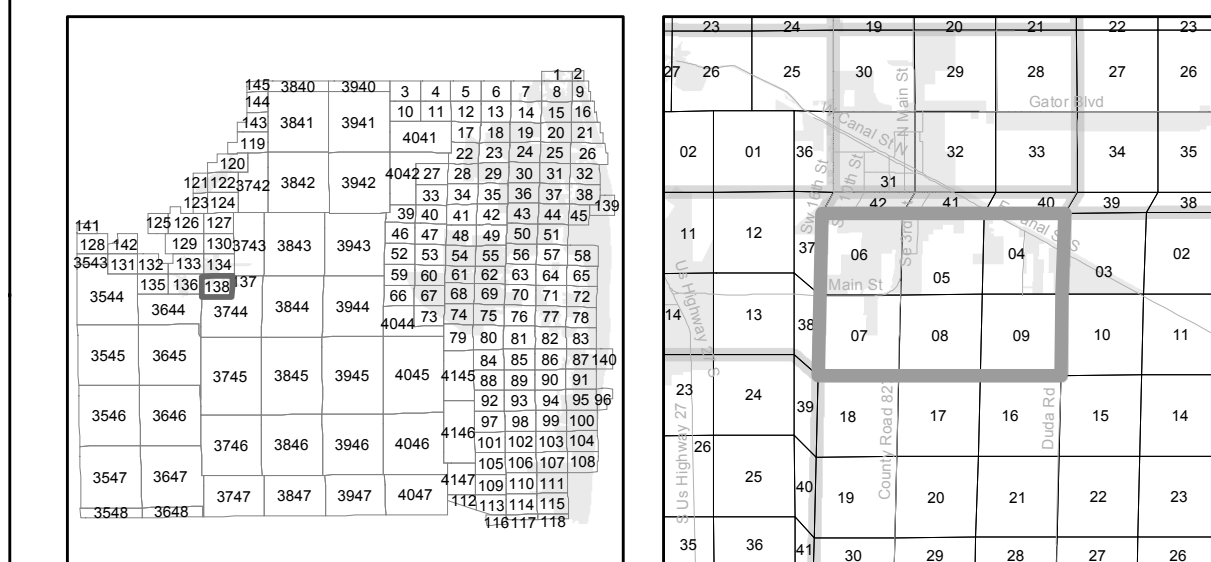 1 2
145 3840 3940 3 4 5 6 7 8 9
144 10 11 12 13 14 15 16
143 3841 3941
119 4041 17 18 19 20 21
120 22 23 24 25 26
121 122 3742 3842 3942 4042 27 28 29 30 31 32
123 124 33 34 35 36 37 38
139
141 125 126 127 39 40 41 42 43 44 45
128 142 129 130 3743 3843 3943 46 47 48 49 50 51
3543 131 132 133 134 52 53 54 55 56 57 58
135 136 138 137 59 60 61 62 63 64 65
3544 3644 3744 3844 3944 66 67 68 69 70 71 72
4044 73 74 75 76 77 78
79 80 81 82 83
3545 3645 84 85 86 87 140
3745 3845 3945 4045 4145 88 89 90 91
92 93 94 95 96
3546 3646 97 98 99 100
3746 3846 3946 4046 4146 101 102 103 104
105 106 107 108
3547 3647 4147 109 110 111
3747 3847 3947 4047 112 113 114 115
3548 3648 116 117 118
23 24 19 20 21 22 23
27 26 25 30 29 28 27 26
N Main St
Gator Blvd
Canal St N
02 01 36 32 33 34 35
Sw 16th St
31
42 41 40 39 38
E Canal St S
11 12 37 06 05 04 03 02
Se 3rd
Main St
Us Highway 27 S
14 13 38 07 08 09 10 11
23 24 39 18 17 16 15 14
County Road 827
Duda Rd
S Us Highway 27
26
25 40 19 20 21 22 23
35 36 41 30 29 28 27 26